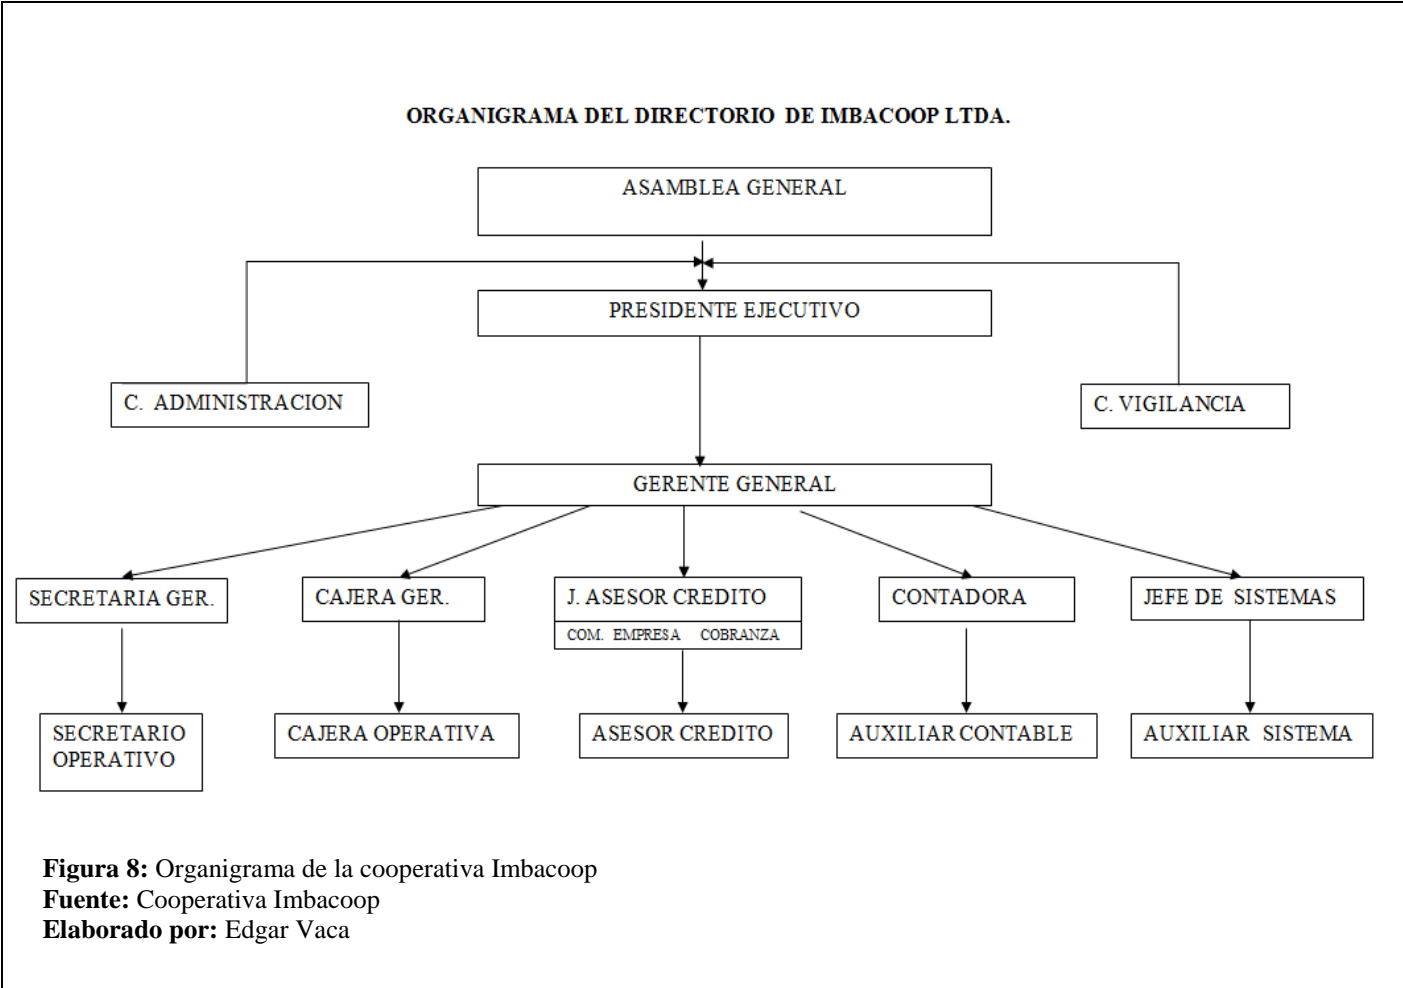 ORGANIGRAMA DEL DIRECTORIO DE IMBACOOP LTDA.
ASAMBLEA GENERAL
PRESIDENTE EJECUTIVO
C. ADMINISTRACION
C. VIGILANCIA
GERENTE GENERAL
SECRETARIA GER.
CAJERA GER.
J. ASESOR CREDITO
COM. EMPRESA COBRANZA
CONTADORA
JEFE DE SISTEMAS
SECRETARIO
OPERATIVO
CAJERA OPERATIVA
ASESOR CREDITO
AUXILIAR CONTABLE
AUXILIAR SISTEMA
Figura 8: Organigrama de la cooperativa Imbacoop
Fuente: Cooperativa Imbacoop
Elaborado por: Edgar Vaca